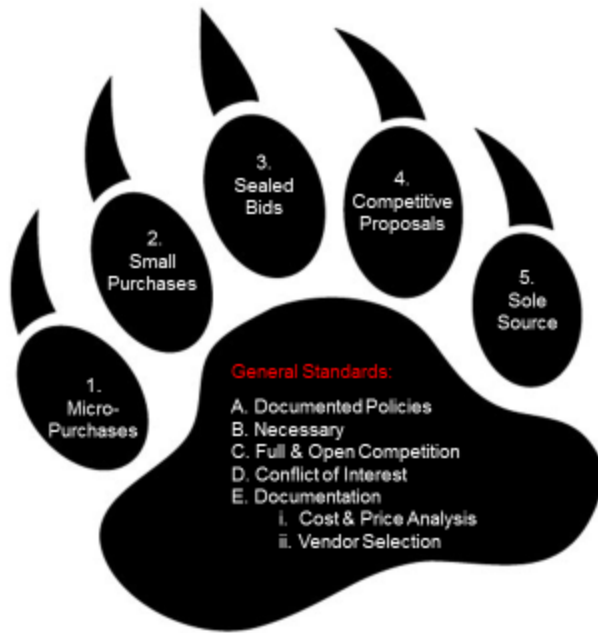 1.
Micro-
Purchases
2.
Small
Purchases
3.
Sealed
Bids
4.
Competitive
Proposals
5.
Sole
Source
General Standards:
A. Documented Policies
B. Necessary
C. Full & Open Competition
D. Conflict of Interest
E. Documentation
i. Cost & Price Analysis
ii. Vendor Selection